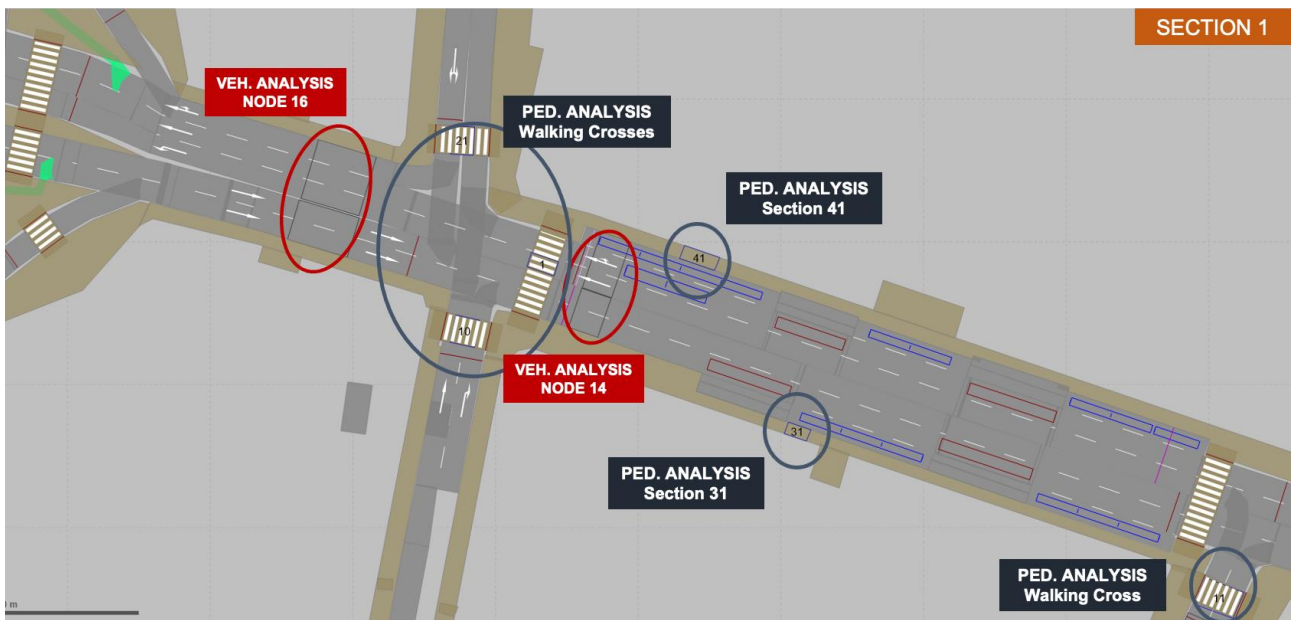 SECTION 1
VEH. ANALYSIS
NODE 16
PED. ANALYSIS
Walking Crosses
21
PED. ANALYSIS
Section 41
41
1
10
VEH. ANALYSIS
NODE 14
31
PED. ANALYSIS
Section 31
PED. ANALYSIS
Walking Cross
11
m